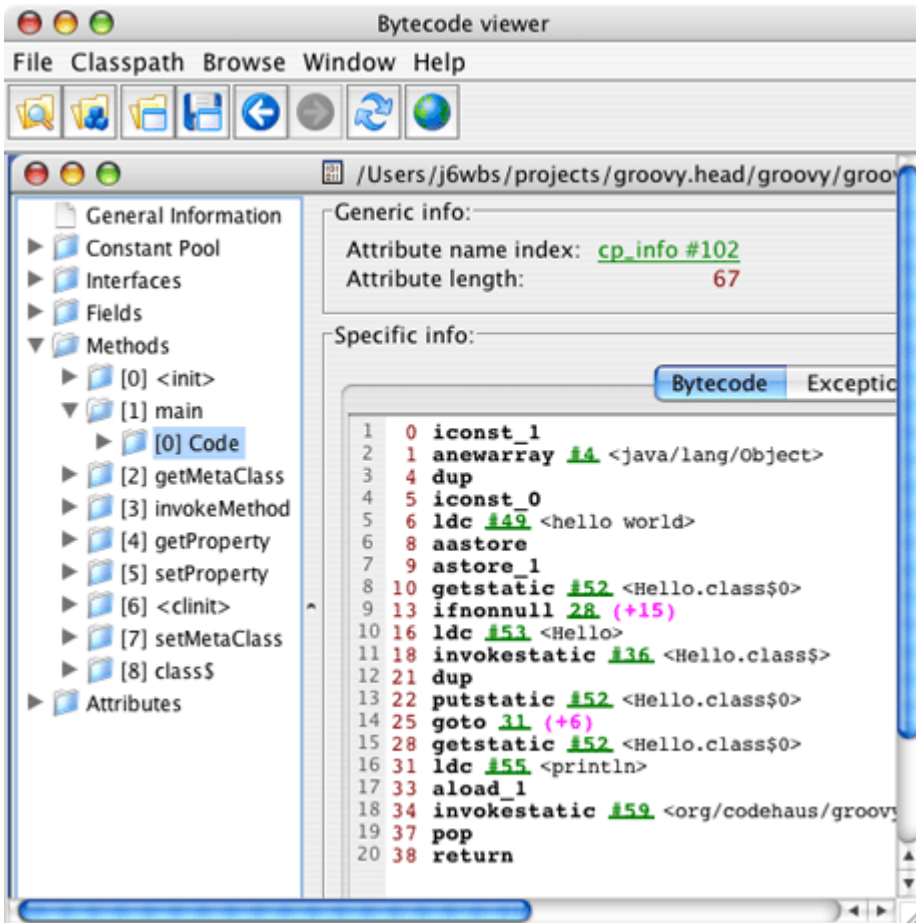 Bytecode viewer
File Classpath Browse Window Help
/Users/j6wbs/projects/groovy.head/groovy/groov
General Information
Constant Pool
Interfaces
Fields
Methods
[0] <init>
[1] main
[0] Code
[2] getMetaClass
[3] invokeMethod
[4] getProperty
[5] setProperty
[6] <clinit>
[7] setMetaClass
[8] class$
Attributes
Generic info:
Attribute name index: cp_info #102
Attribute length: 67
Specific info:
Bytecode Exceptio
1 0 iconst_1
2 1 anewarray #4 <java/lang/Object>
3 4 dup
4 5 iconst_0
5 6 ldc #49 <hello world>
6 8 aastore
7 9 astore_1
8 10 getstatic #52 <Hello.class$0>
9 13 ifnonnull 28 (+15)
10 16 ldc #53 <Hello>
11 18 invokestatic #36 <Hello.class$>
12 21 dup
13 22 putstatic #52 <Hello.class$0>
14 25 goto 31 (+6)
15 28 getstatic #52 <Hello.class$0>
16 31 ldc #55 <println>
17 33 aload_1
18 34 invokestatic #59 <org/codehaus/groovy
19 37 pop
20 38 return